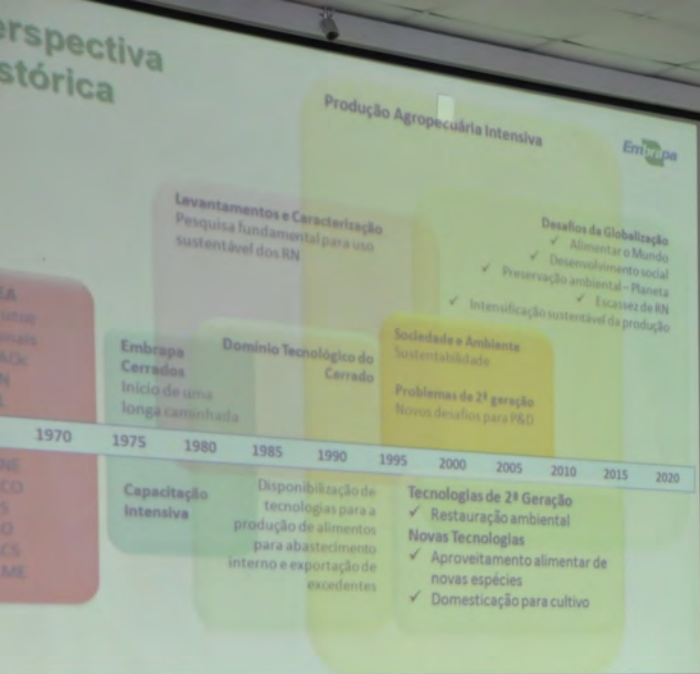 erspectiva
stórica
Produção Agropecuária Intensiva
Embrapa
Levantamentos e Caracterização
Pesquisa fundamental para uso
sustentável dos RN
Desafios da Globalização
✓ Alimentar o Mundo
✓ Desenvolvimento social
✓ Preservação ambiental – Planeta
✓ Escassez de RN
✓ Intensificação sustentável da produção
EA
Embrapa
Cerrados
Início de uma
longa caminhada
Domínio Tecnológico do
Cerrado
Sociedade e Ambiente
Sustentabilidade
Problemas de 2ª geração
Novos desafios para P&D
1970 1975 1980 1985 1990 1995 2000 2005 2010 2015 2020
NE
CO
S
O
CS
ME
Capacitação
Intensiva
Disponibilização de
tecnologias para a
produção de alimentos
para abastecimento
interno e exportação de
excedentes
Tecnologias de 2ª Geração
✓ Restauração ambiental
Novas Tecnologias
✓ Aproveitamento alimentar de
novas espécies
✓ Domesticação para cultivo